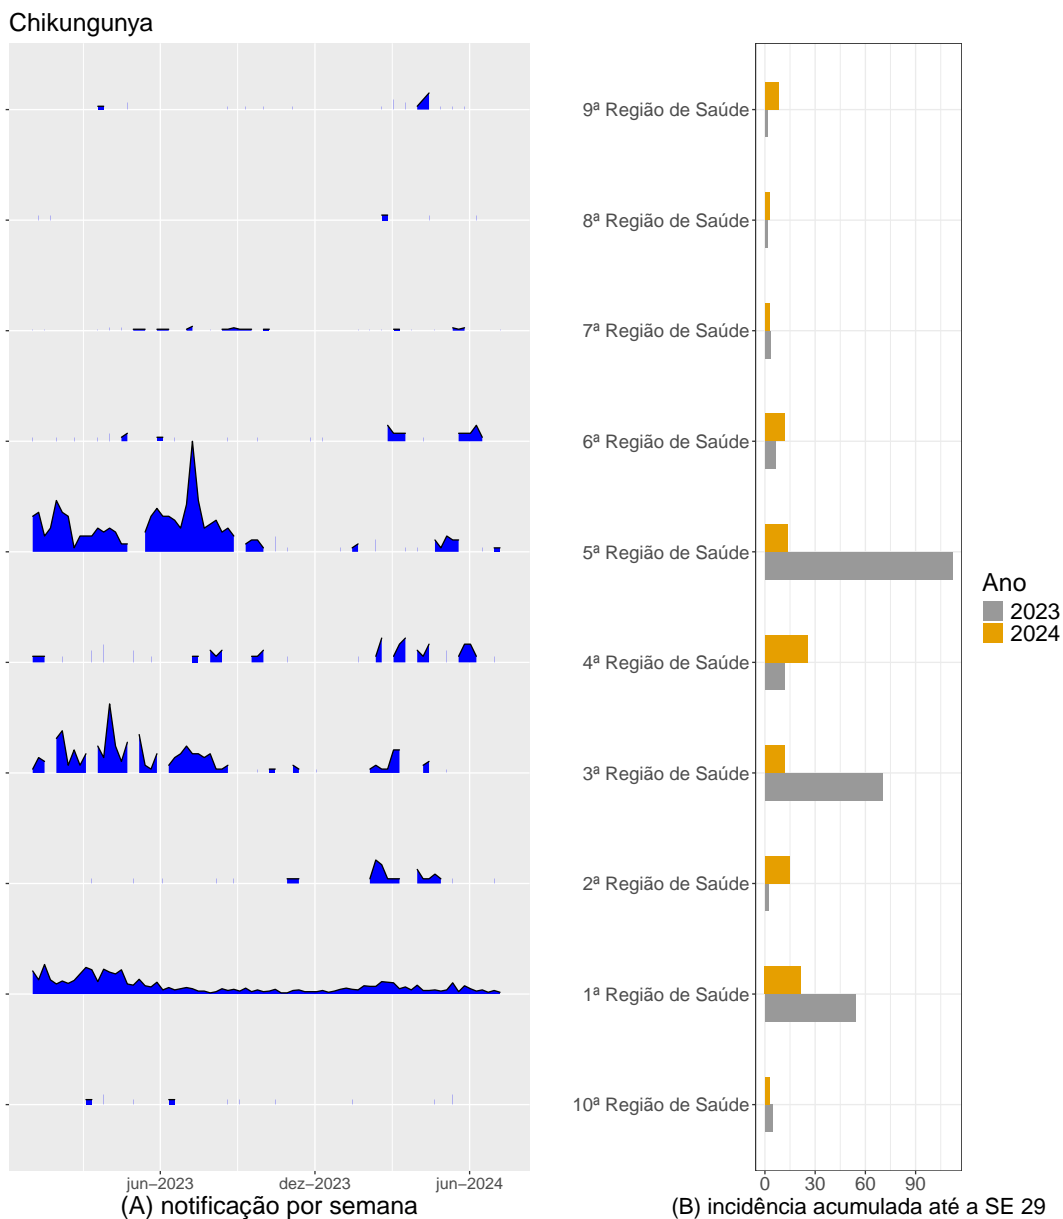 Chikungunya
9ª Região de Saúde
8ª Região de Saúde
7ª Região de Saúde
6ª Região de Saúde
5ª Região de Saúde
4ª Região de Saúde
3ª Região de Saúde
2ª Região de Saúde
1ª Região de Saúde
10ª Região de Saúde
Ano
2023
2024
jun–2023 dez–2023 jun–2024
0 30 60 90
(A) notificação por semana
(B) incidência acumulada até a SE 29